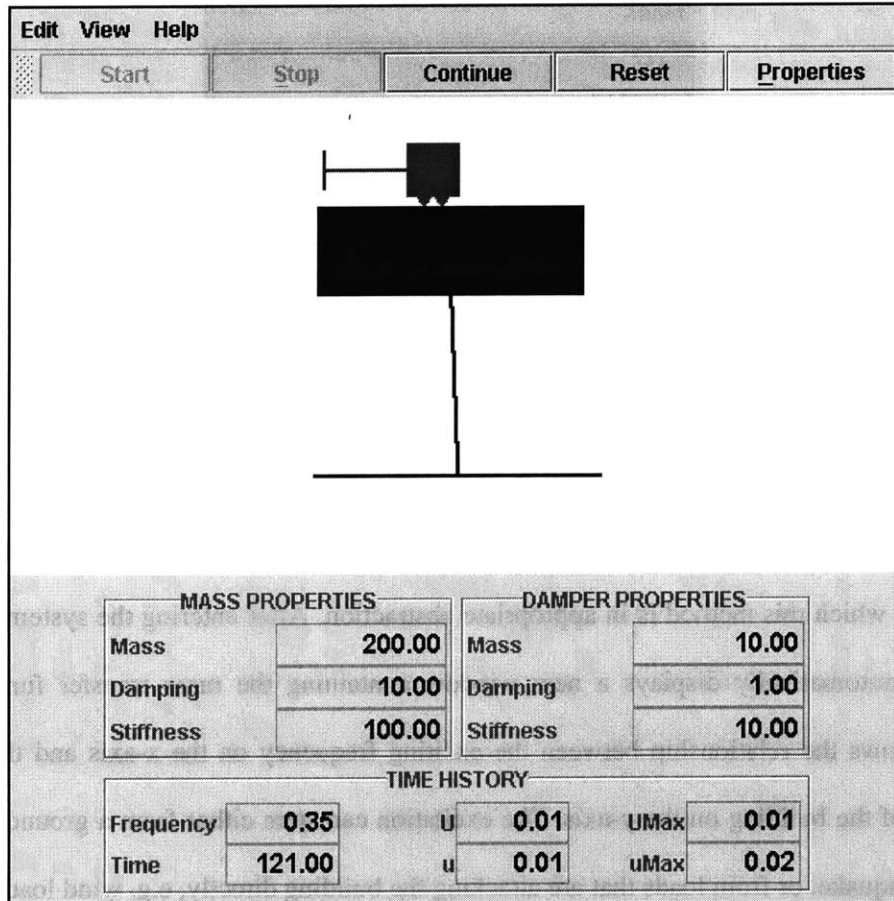 Edit View Help
Start Stop Continue Reset Properties
MASS PROPERTIES
Mass 200.00
Damping 10.00
Stiffness 100.00
DAMPER PROPERTIES
Mass 10.00
Damping 1.00
Stiffness 10.00
TIME HISTORY
Frequency 0.35 U 0.01 UMax 0.01
Time 121.00 u 0.01 uMax 0.02